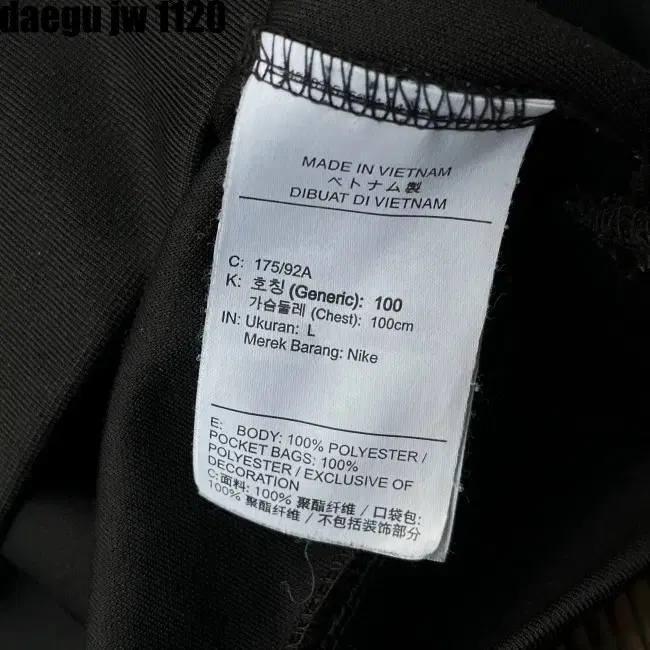 daegu jw 1120
MADE IN VIETNAM
ベトナム製
DIBUAT DI VIETNAM
C: 175/92A
K: 호칭 (Generic): 100
가슴둘레 (Chest): 100cm
IN: Ukuran: L
Merek Barang: Nike
E: BODY: 100% POLYESTER /
POCKET BAGS: 100%
POLYESTER / EXCLUSIVE OF
DECORATION
C:面料: 100% 聚酯纤维 / 口袋包:
100% 聚酯纤维 / 不包括装饰部分